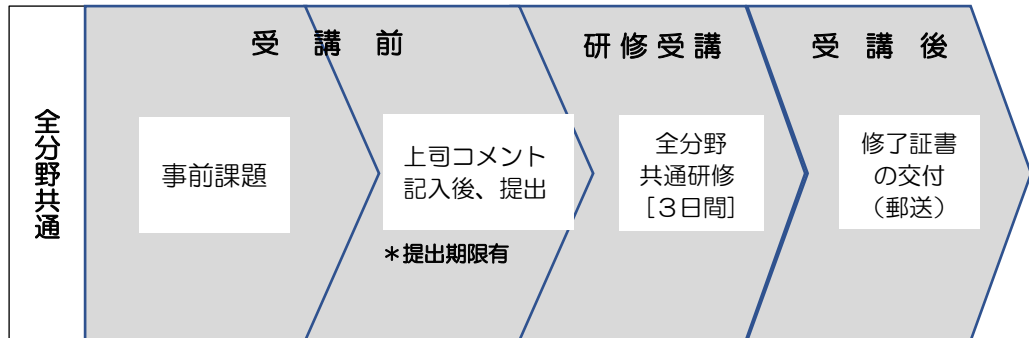 受講前
研修受講
受講後
全分野共通
事前課題
上司コメント
記入後、提出
＊提出期限有
全分野
共通研修
［３日間］
修了証書
の交付
（郵送）